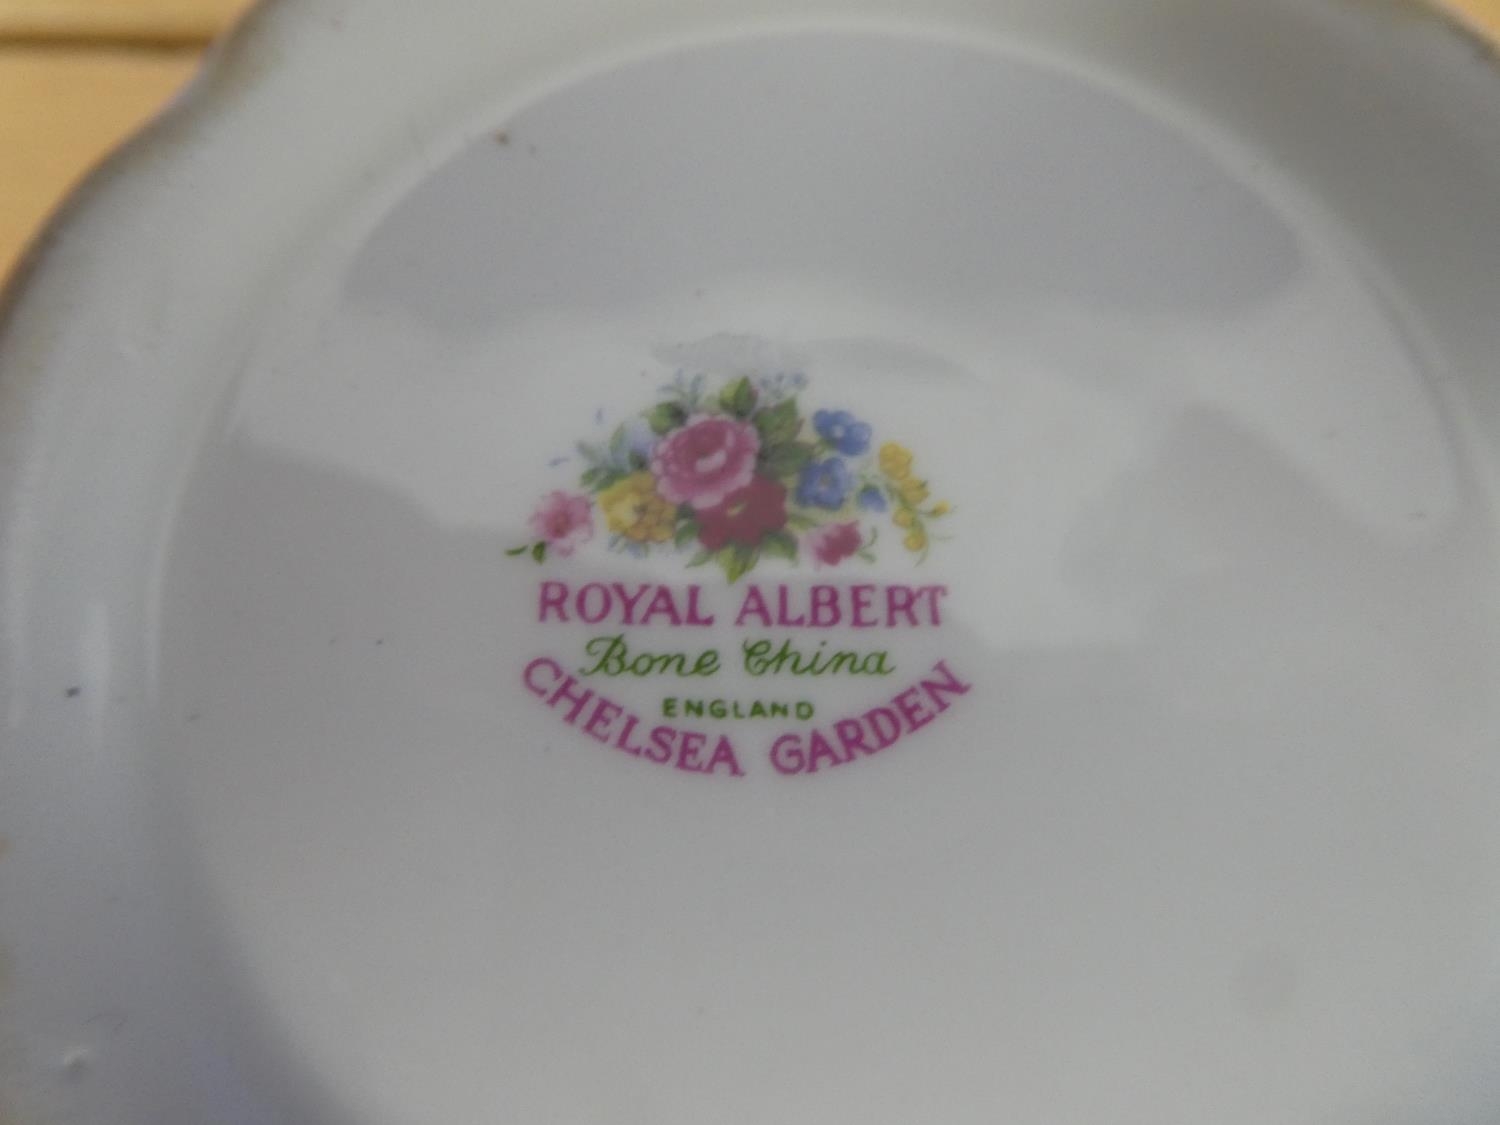 ROYAL ALBERT
Bone China
ENGLAND
CHELSEA GARDEN